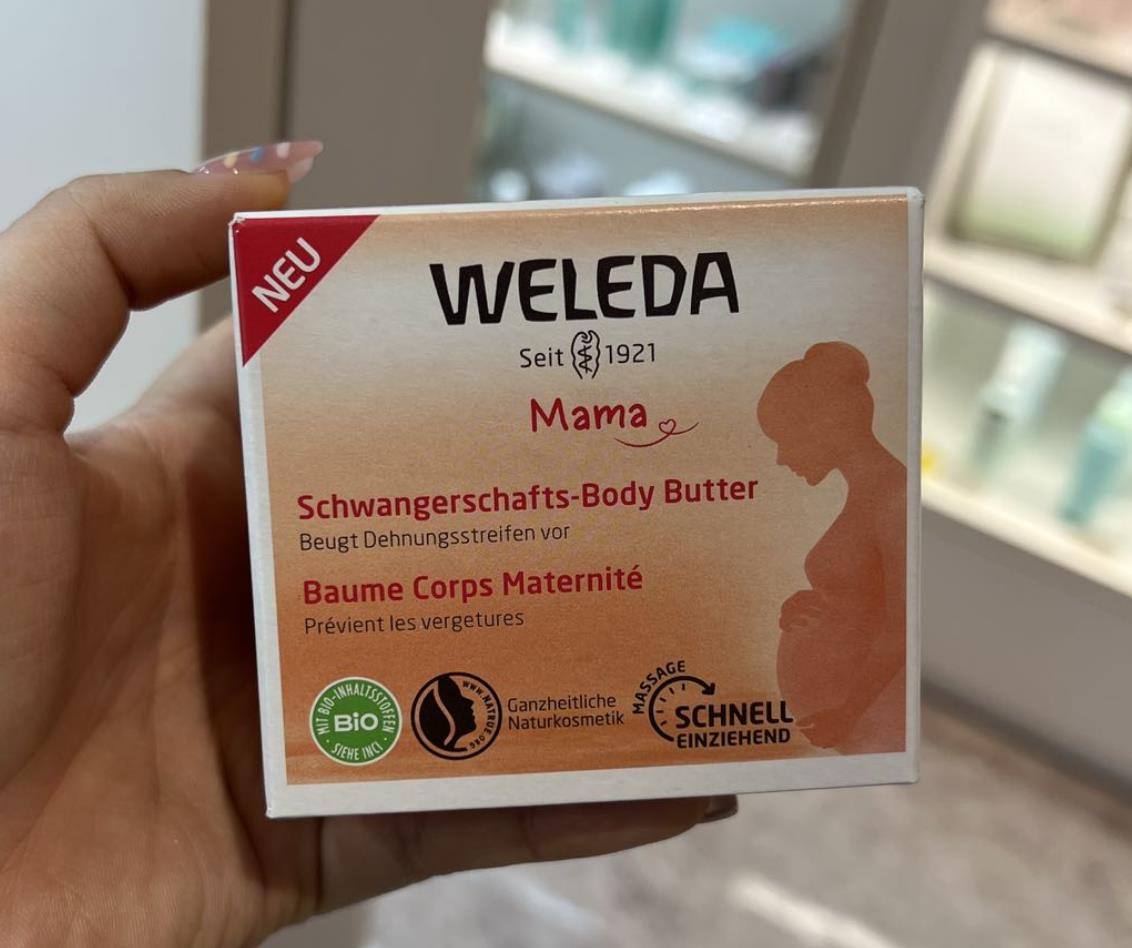 NEU
WELEDA
Seit 1921
Mama
Schwangerschafts-Body Butter
Beugt Dehnungsstreifen vor
Baume Corps Maternité
Prévient les vergetures
MIT BIO-INHALTSSTOFFEN
BiO
SIEHE INCI
WWW.NATRUE.ORG
Ganzheitliche
Naturkosmetik
MASSAGE
SCHNELL
EINZIEHEND